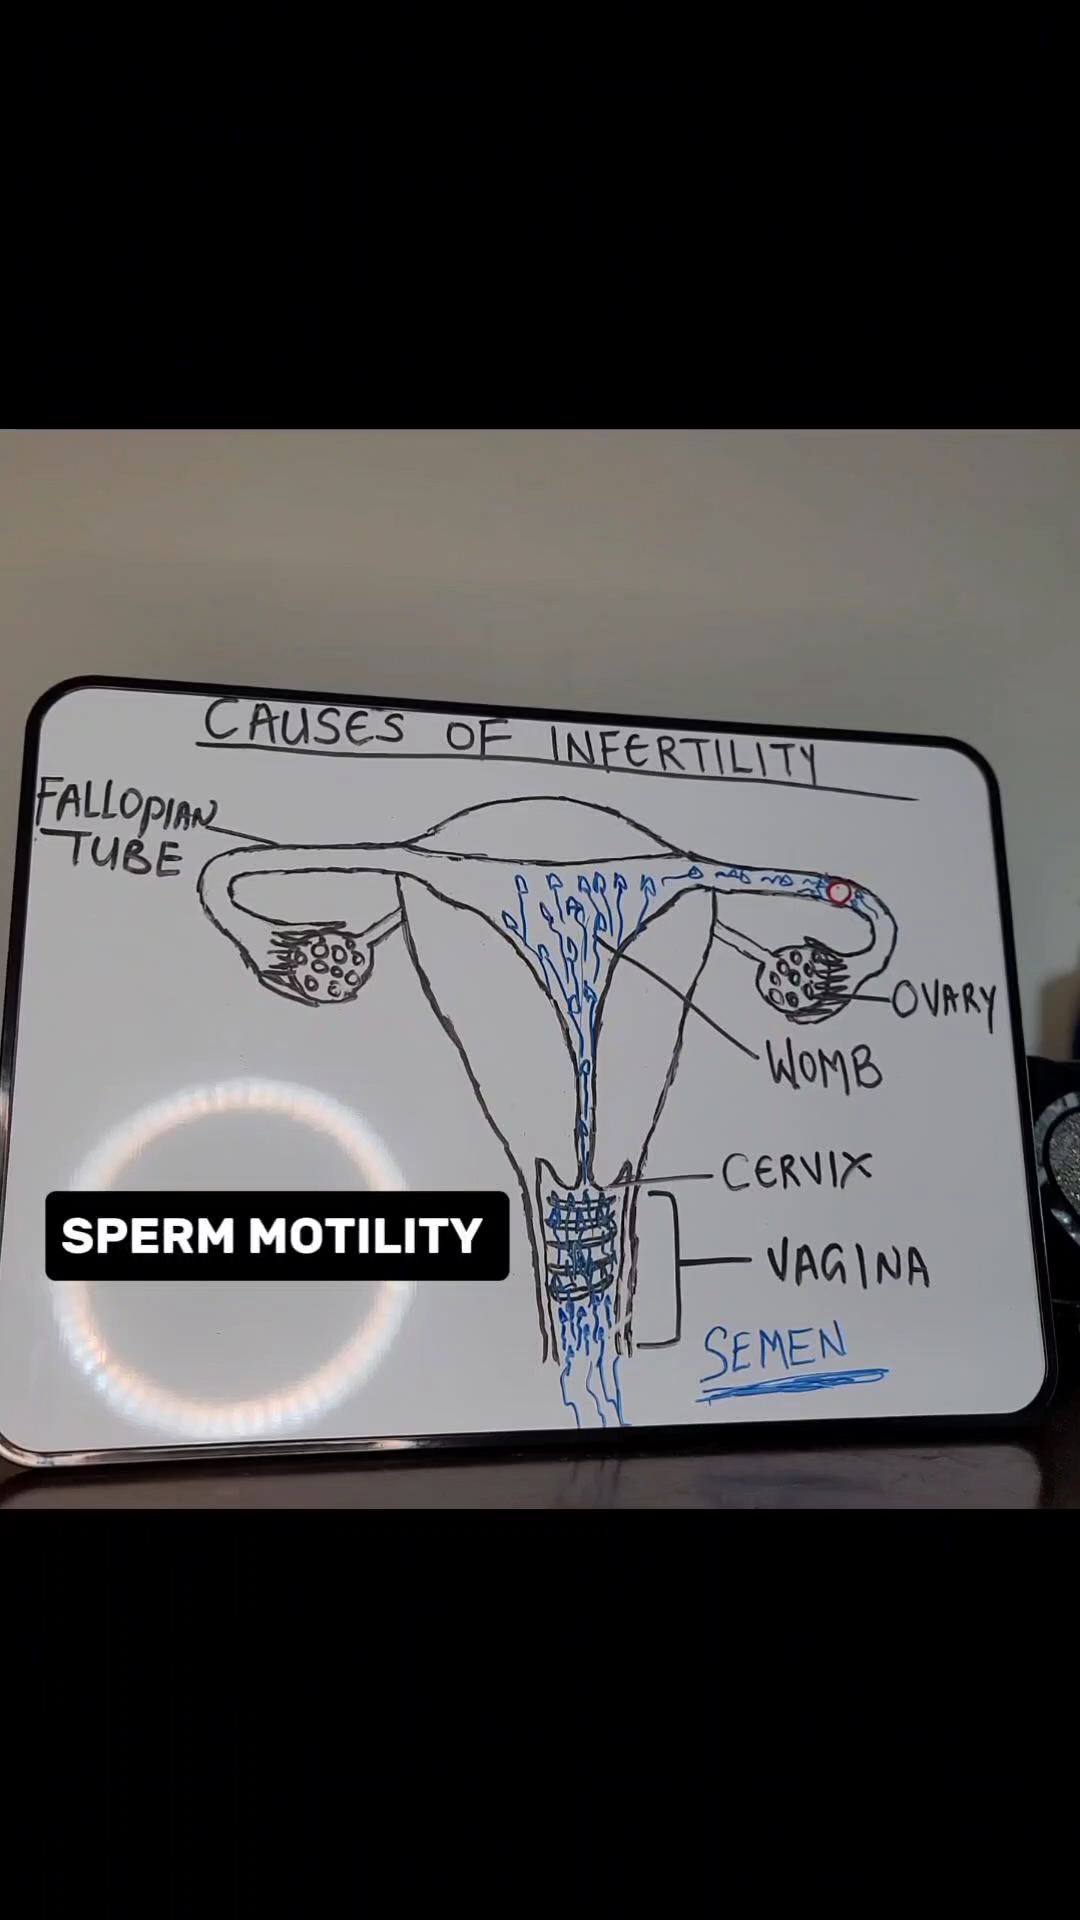 CAUSES OF INFERTILITY
FALLOPIAN
TUBE
OVARY
WOMB
CERVIX
SPERM MOTILITY
VAGINA
SEMEN